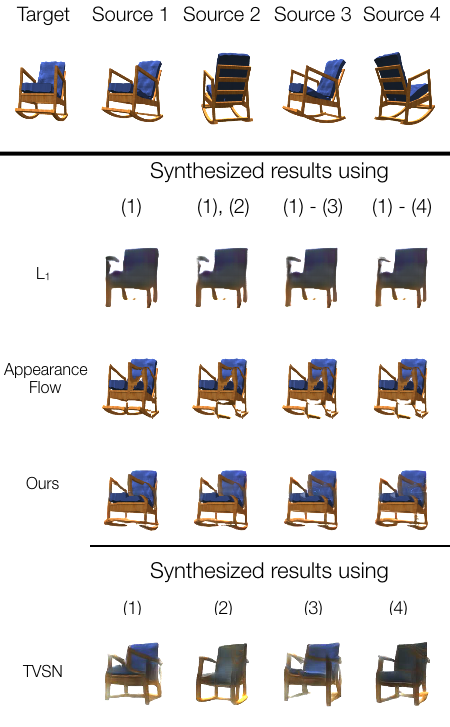 Target Source 1 Source 2 Source 3 Source 4
Synthesized results using
(1) (1), (2) (1) - (3) (1) - (4)
L₁
Appearance
Flow
Ours
Synthesized results using
(1) (2) (3) (4)
TVSN